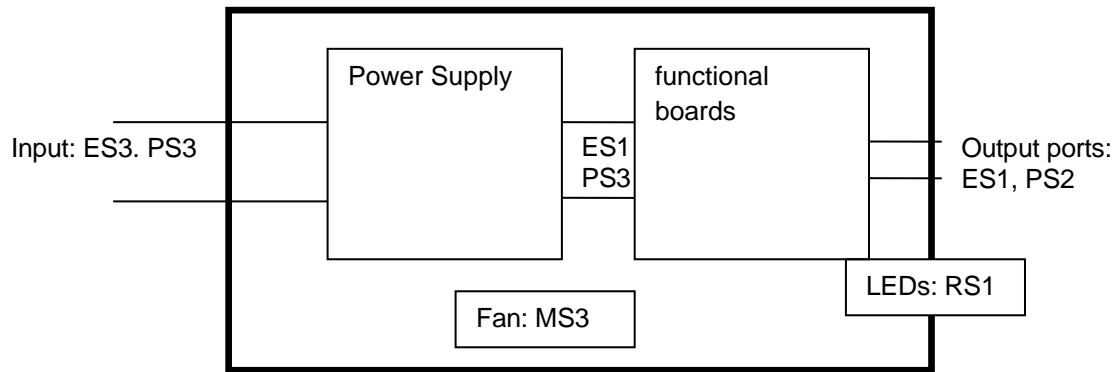 Power Supply
functional
boards
Input: ES3. PS3
ES1
PS3
Output ports:
ES1, PS2
LEDs: RS1
Fan: MS3